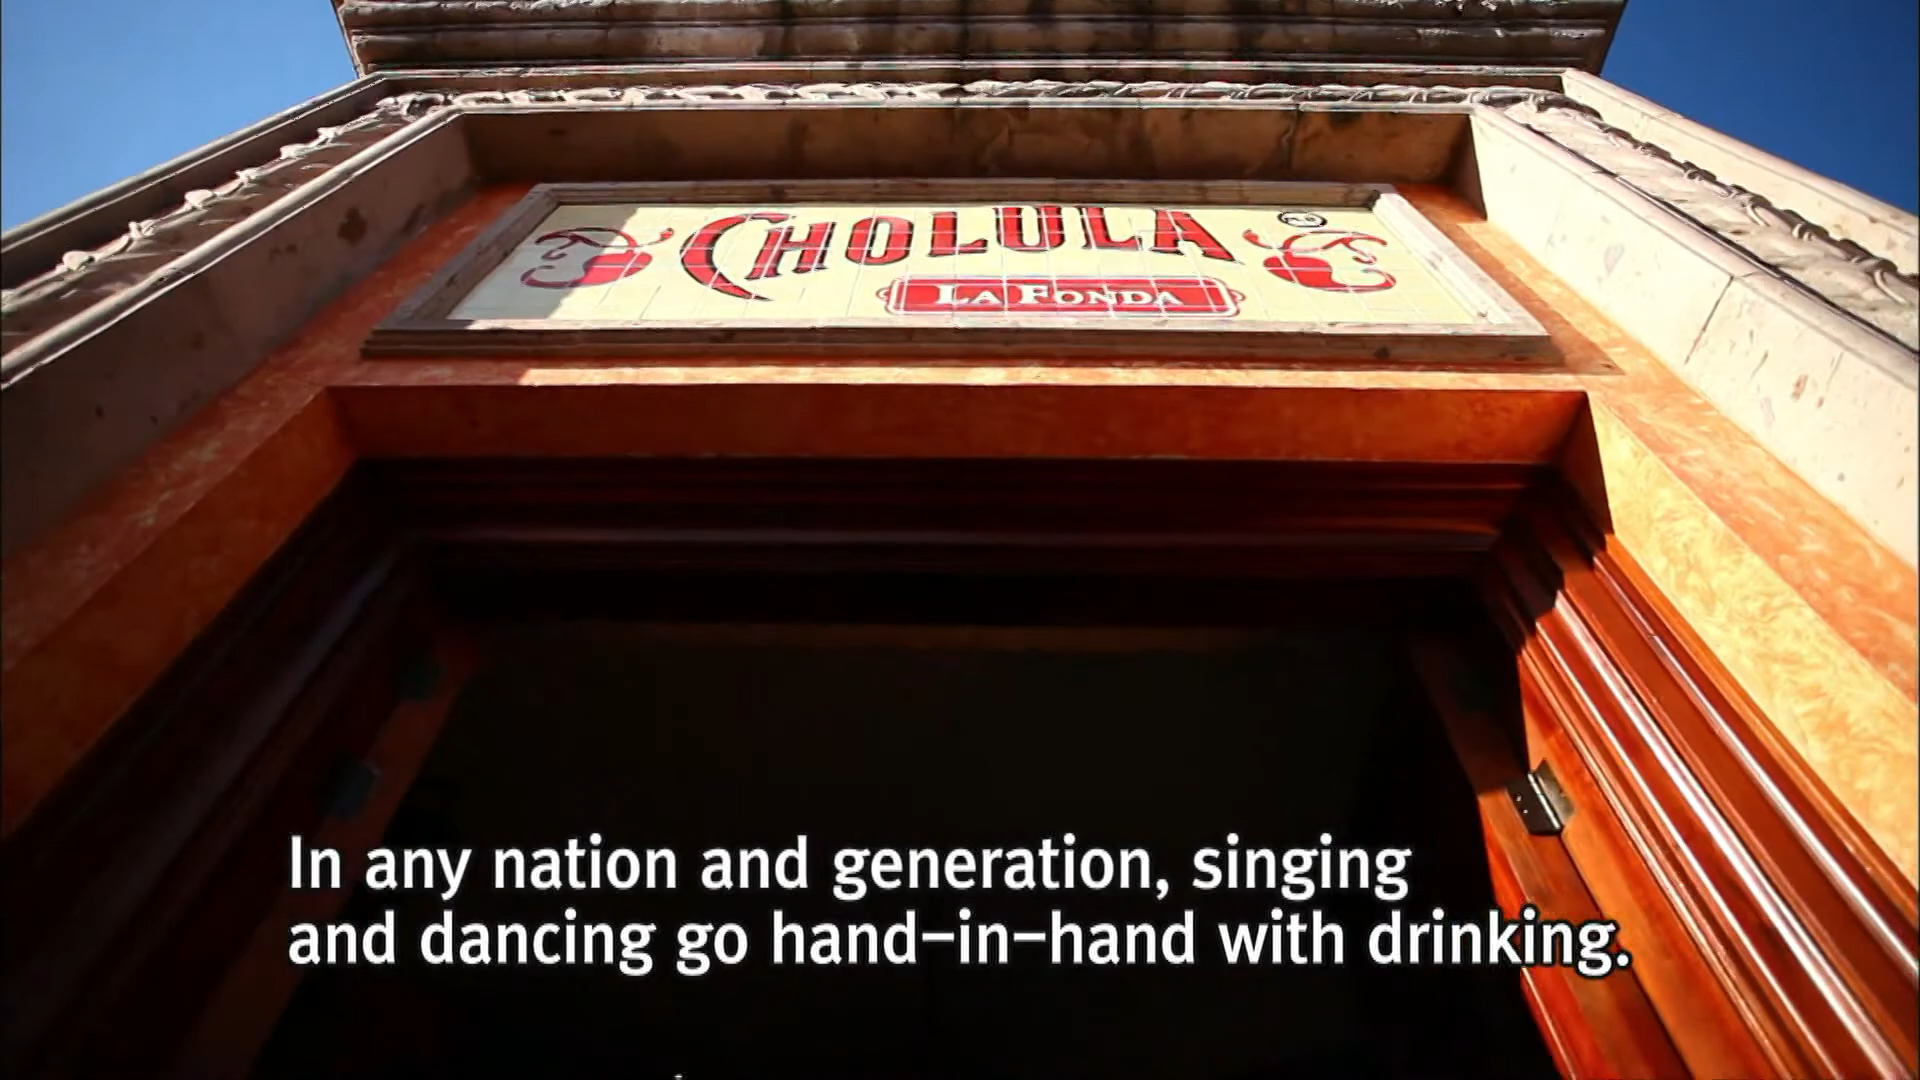 CHOLULA
LA FONDA
In any nation and generation, singing
and dancing go hand-in-hand with drinking.